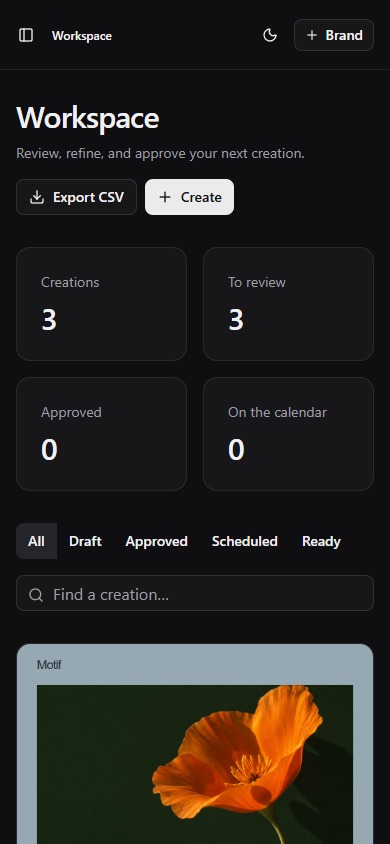 Workspace
Brand
Workspace
Review, refine, and approve your next creation.
Export CSV
Create
Creations
3
To review
3
Approved
0
On the calendar
0
All Draft Approved Scheduled Ready
Find a creation...
Motif